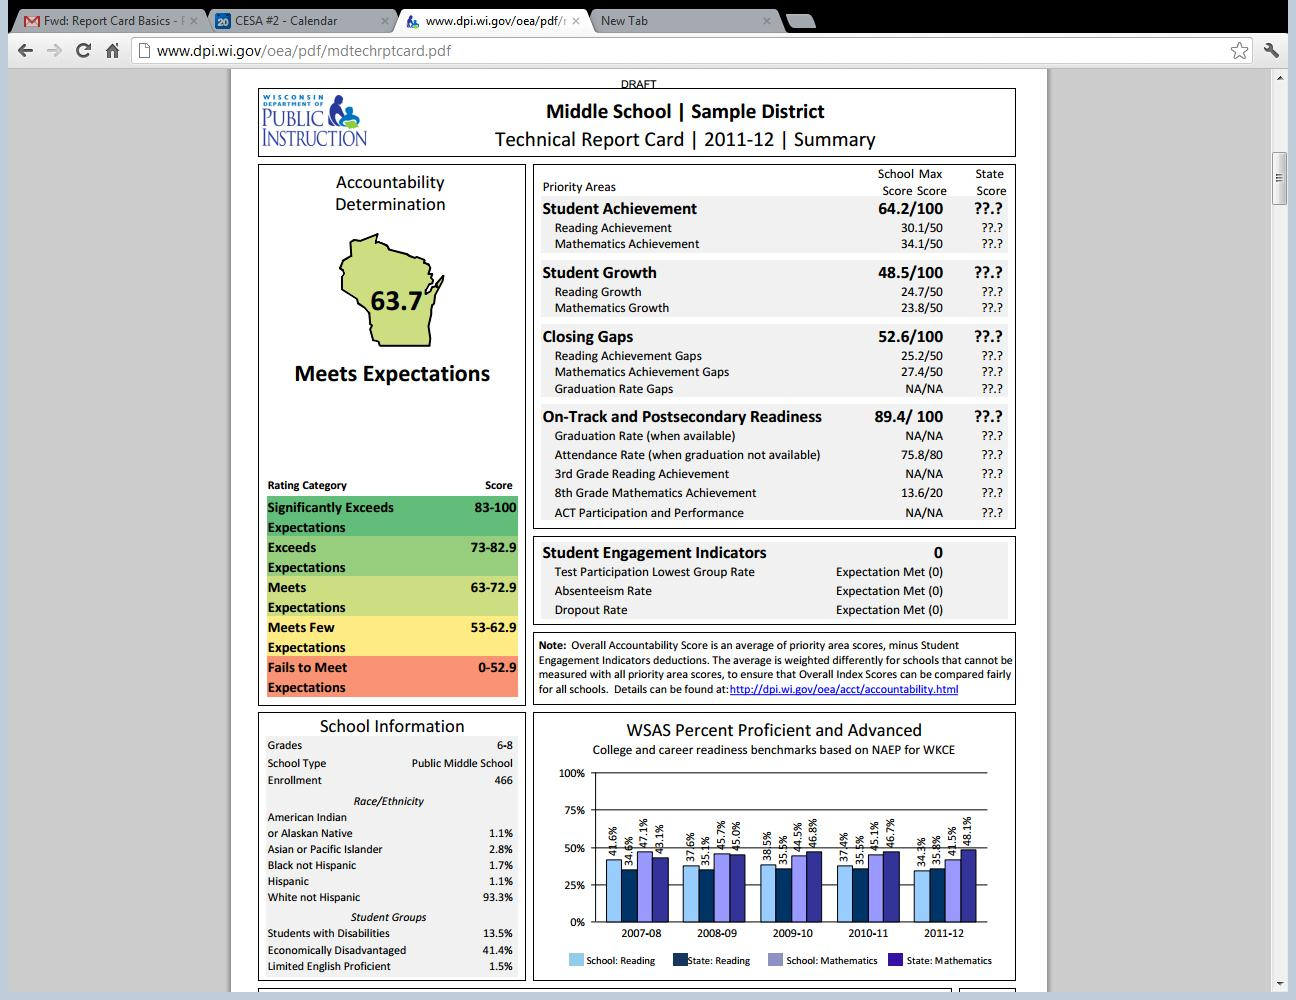 Fwd: Report Card Basics -
CESA #2 - Calendar
www.dpi.wi.gov/oea/pdf/
New Tab
www.dpi.wi.gov/oea/pdf/mdtechrptcard.pdf
DRAFT
WISCONSIN
DEPARTMENT OF
PUBLIC
INSTRUCTION
Middle School | Sample District
Technical Report Card | 2011-12 | Summary
Accountability
Determination
63.7
Meets Expectations
Rating Category Score
Significantly Exceeds 83-100
Expectations
Exceeds 73-82.9
Expectations
Meets 63-72.9
Expectations
Meets Few 53-62.9
Expectations
Fails to Meet 0-52.9
Expectations
School Max State
Priority Areas Score Score Score
Student Achievement 64.2/100 ??.?
Reading Achievement 30.1/50 ??.?
Mathematics Achievement 34.1/50 ??.?
Student Growth 48.5/100 ??.?
Reading Growth 24.7/50 ??.?
Mathematics Growth 23.8/50 ??.?
Closing Gaps 52.6/100 ??.?
Reading Achievement Gaps 25.2/50 ??.?
Mathematics Achievement Gaps 27.4/50 ??.?
Graduation Rate Gaps NA/NA ??.?
On-Track and Postsecondary Readiness 89.4/ 100 ??.?
Graduation Rate (when available) NA/NA ??.?
Attendance Rate (when graduation not available) 75.8/80 ??.?
3rd Grade Reading Achievement NA/NA ??.?
8th Grade Mathematics Achievement 13.6/20 ??.?
ACT Participation and Performance NA/NA ??.?
Student Engagement Indicators 0
Test Participation Lowest Group Rate Expectation Met (0)
Absenteeism Rate Expectation Met (0)
Dropout Rate Expectation Met (0)
Note: Overall Accountability Score is an average of priority area scores, minus Student
Engagement Indicators deductions. The average is weighted differently for schools that cannot be
measured with all priority area scores, to ensure that Overall Index Scores can be compared fairly
for all schools. Details can be found at: http://dpi.wi.gov/oea/acct/accountability.html
School Information
Grades 6-8
School Type Public Middle School
Enrollment 466
Race/Ethnicity
American Indian
or Alaskan Native 1.1%
Asian or Pacific Islander 2.8%
Black not Hispanic 1.7%
Hispanic 1.1%
White not Hispanic 93.3%
Student Groups
Students with Disabilities 13.5%
Economically Disadvantaged 41.4%
Limited English Proficient 1.5%
WSAS Percent Proficient and Advanced
College and career readiness benchmarks based on NAEP for WKCE
100%
75%
50%
25%
0%
41.6% 34.6% 47.1% 43.1%
37.6% 35.1% 45.7% 45.0%
38.5% 35.5% 44.5% 46.8%
37.4% 35.5% 45.1% 46.7%
34.3% 35.8% 41.5% 48.1%
2007-08 2008-09 2009-10 2010-11 2011-12
School: Reading State: Reading School: Mathematics State: Mathematics